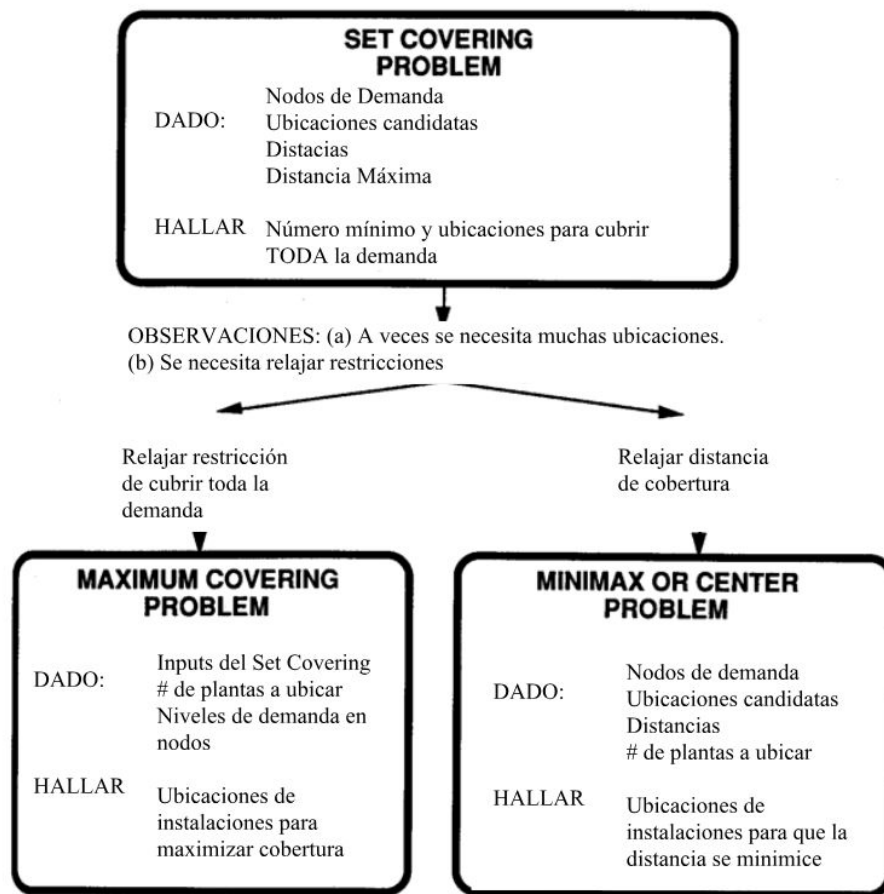 SET COVERING
PROBLEM
DADO:
Nodos de Demanda
Ubicaciones candidatas
Distacias
Distancia Máxima
HALLAR
Número mínimo y ubicaciones para cubrir
TODA la demanda
OBSERVACIONES: (a) A veces se necesita muchas ubicaciones.
(b) Se necesita relajar restricciones
Relajar restricción
de cubrir toda la
demanda
Relajar distancia
de cobertura
MAXIMUM COVERING
PROBLEM
DADO:
Inputs del Set Covering
# de plantas a ubicar
Niveles de demanda en
nodos
HALLAR
Ubicaciones de
instalaciones para
maximizar cobertura
MINIMAX OR CENTER
PROBLEM
DADO:
Nodos de demanda
Ubicaciones candidatas
Distancias
# de plantas a ubicar
HALLAR
Ubicaciones de
instalaciones para que la
distancia se minimice